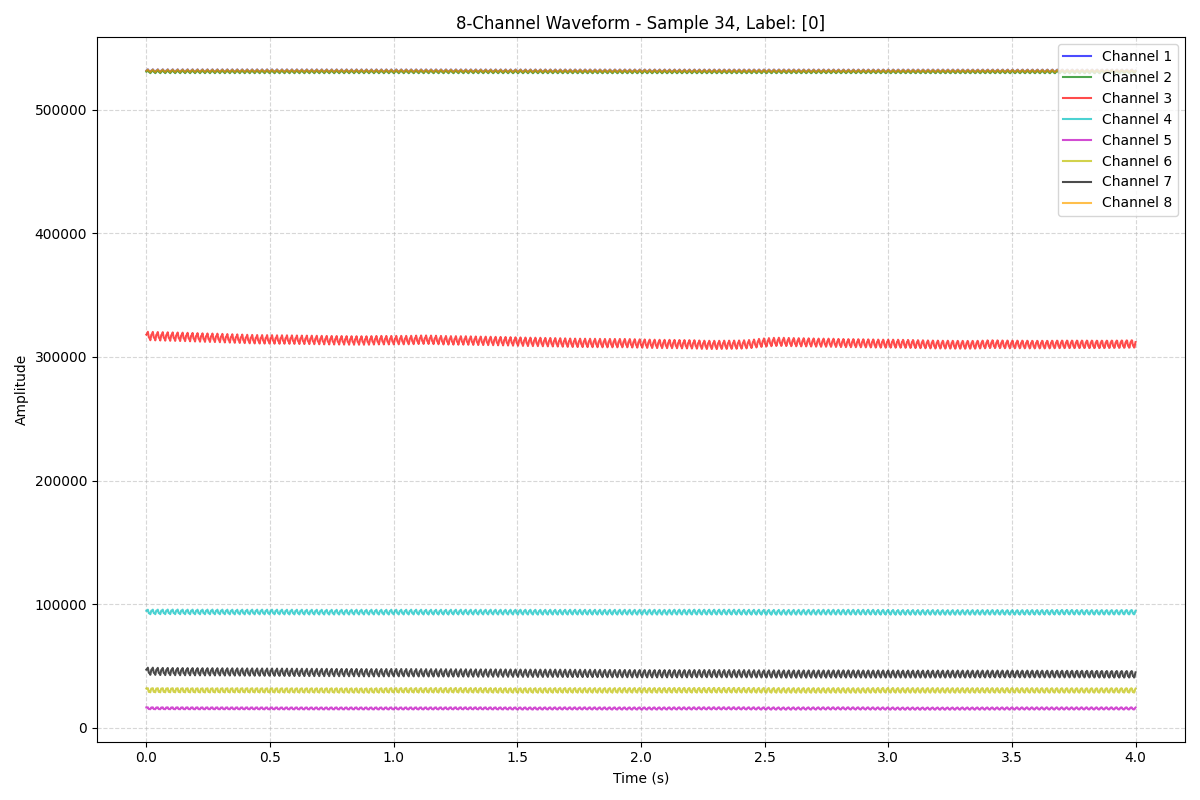 8-Channel Waveform - Sample 34, Label: [0]
Channel 1
Channel 2
Channel 3
Channel 4
Channel 5
Channel 6
Channel 7
Channel 8
500000
400000
300000
200000
100000
0
Amplitude
0.0 0.5 1.0 1.5 2.0 2.5 3.0 3.5 4.0
Time (s)